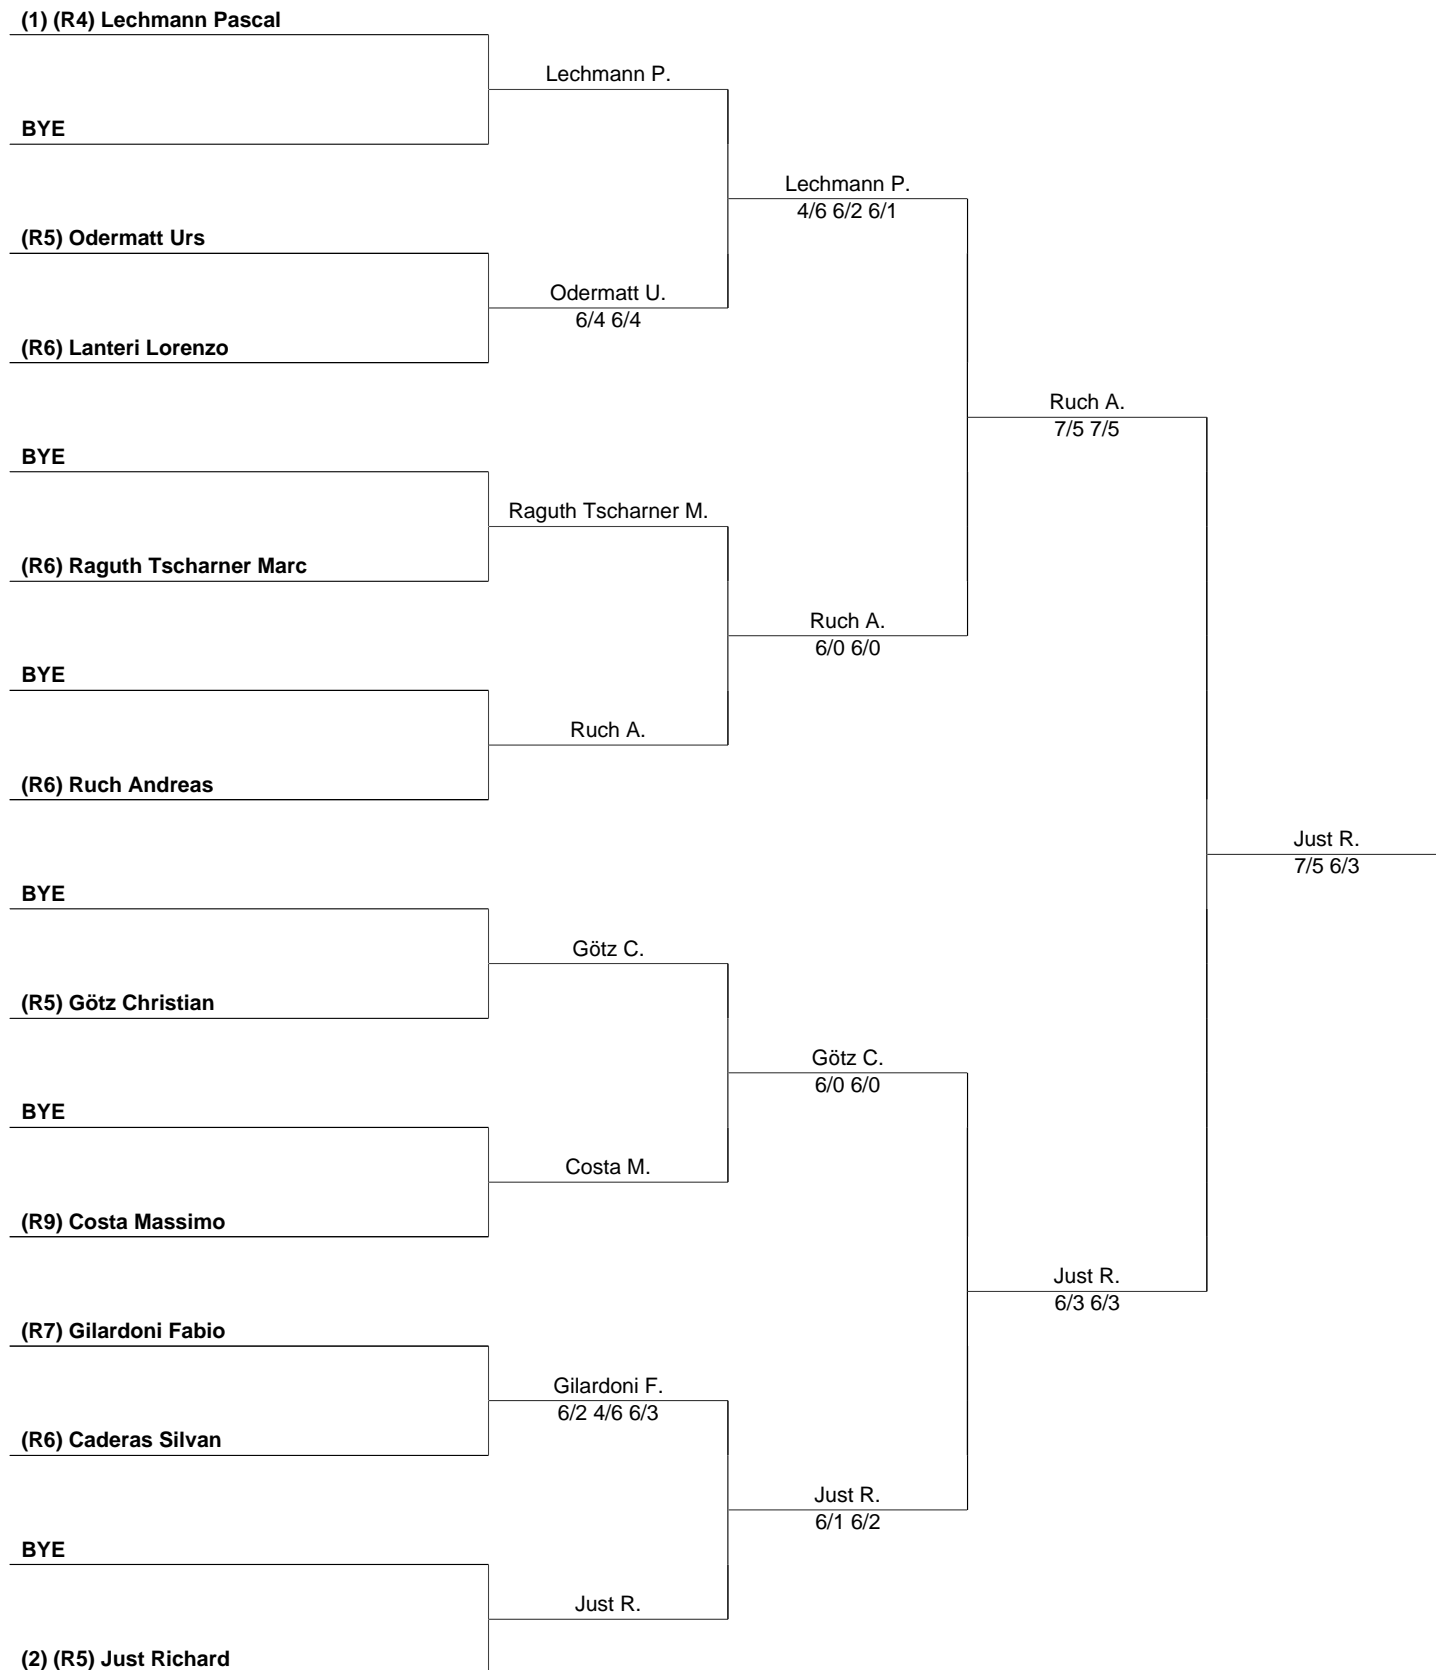 (1) (R4) Lechmann Pascal
Lechmann P.
BYE
Lechmann P.
4/6 6/2 6/1
(R5) Odermatt Urs
Odermatt U.
6/4 6/4
(R6) Lanteri Lorenzo
Ruch A.
7/5 7/5
BYE
Raguth Tscharner M.
(R6) Raguth Tscharner Marc
Ruch A.
6/0 6/0
BYE
Ruch A.
(R6) Ruch Andreas
Just R.
7/5 6/3
BYE
Götz C.
(R5) Götz Christian
Götz C.
6/0 6/0
BYE
Costa M.
(R9) Costa Massimo
Just R.
6/3 6/3
(R7) Gilardoni Fabio
Gilardoni F.
6/2 4/6 6/3
(R6) Caderas Silvan
Just R.
6/1 6/2
BYE
Just R.
(2) (R5) Just Richard